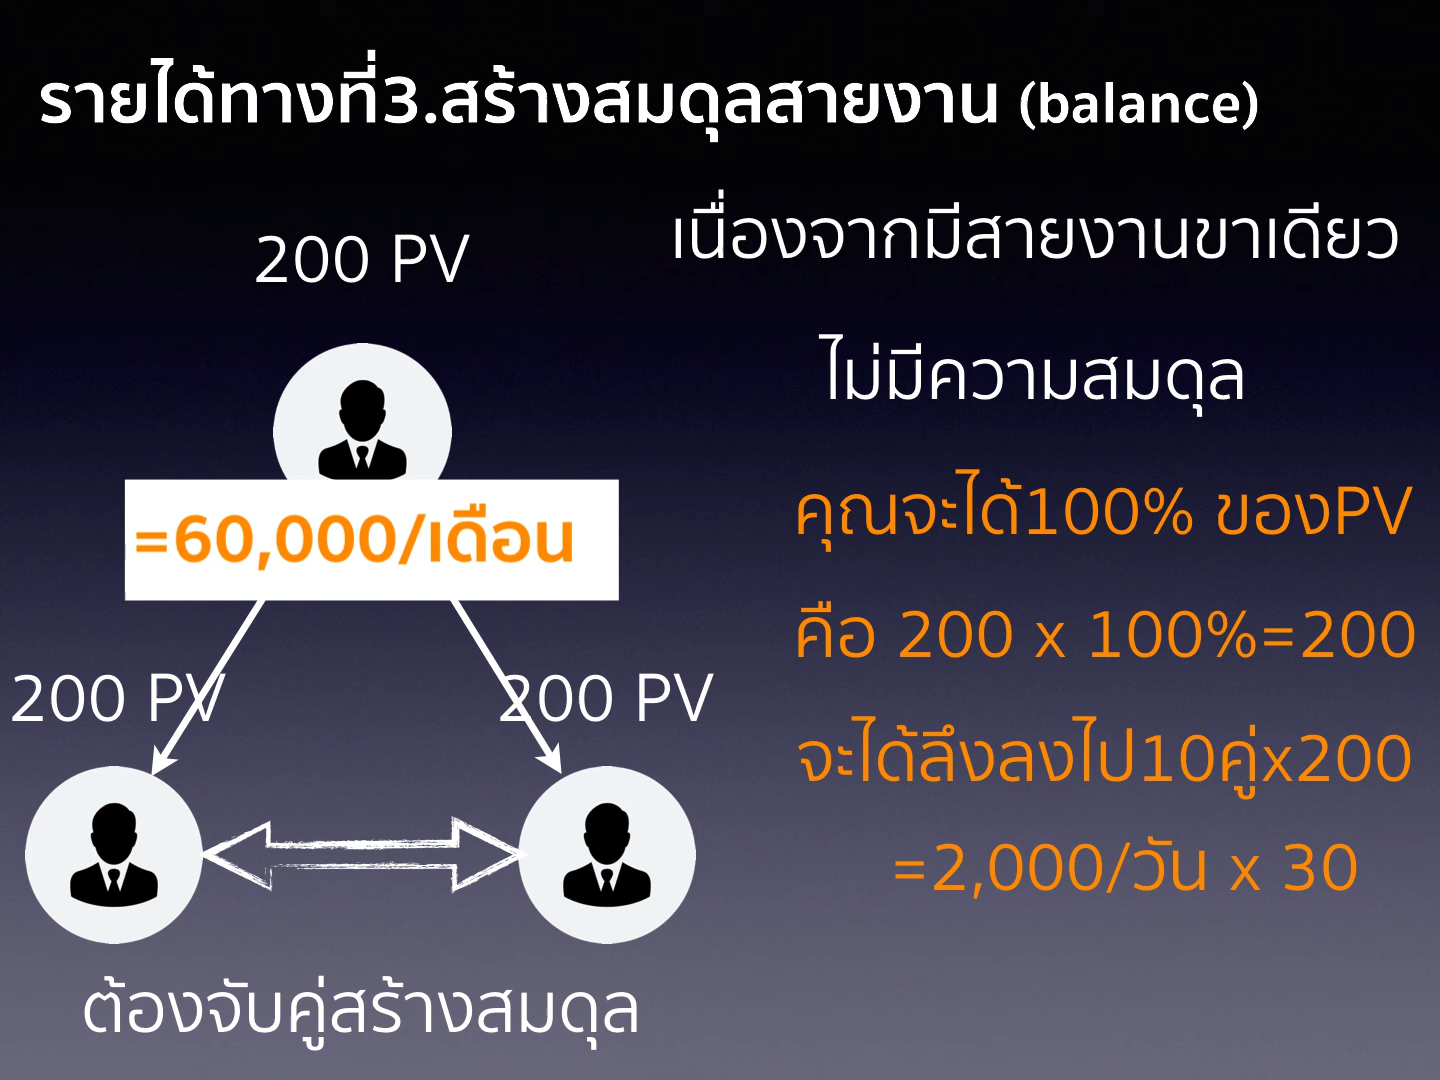 รายได้ทางที่3.สร้างสมดุลสายงาน (balance)
เนื่องจากมีสายงานขาเดียว
200 PV
ไม่มีความสมดุล
คุณจะได้100% ของPV
=60,000/เดือน
คือ 200 x 100%=200
200 PV
200 PV
จะได้ลึงลงไป10คู่x200
=2,000/วัน x 30
ต้องจับคู่สร้างสมดุล